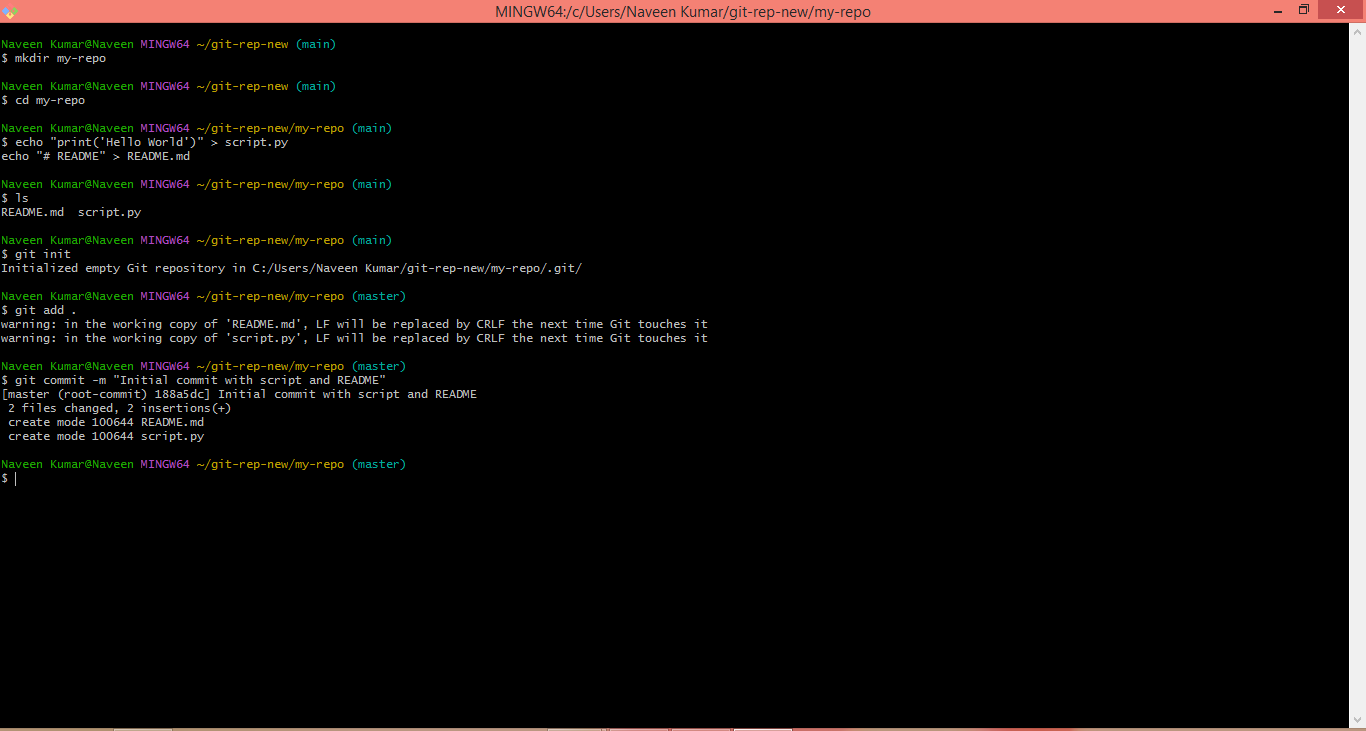 MINGW64:/c/Users/Naveen Kumar/git-rep-new/my-repo
Naveen Kumar@Naveen MINGW64 ~/git-rep-new (main)
$ mkdir my-repo
Naveen Kumar@Naveen MINGW64 ~/git-rep-new (main)
$ cd my-repo
Naveen Kumar@Naveen MINGW64 ~/git-rep-new/my-repo (main)
$ echo "print('Hello World')" > script.py
echo "# README" > README.md
Naveen Kumar@Naveen MINGW64 ~/git-rep-new/my-repo (main)
$ ls
README.md  script.py
Naveen Kumar@Naveen MINGW64 ~/git-rep-new/my-repo (main)
$ git init
Initialized empty Git repository in C:/Users/Naveen Kumar/git-rep-new/my-repo/.git/
Naveen Kumar@Naveen MINGW64 ~/git-rep-new/my-repo (master)
$ git add .
warning: in the working copy of 'README.md', LF will be replaced by CRLF the next time Git touches it
warning: in the working copy of 'script.py', LF will be replaced by CRLF the next time Git touches it
Naveen Kumar@Naveen MINGW64 ~/git-rep-new/my-repo (master)
$ git commit -m "Initial commit with script and README"
[master (root-commit) 188a5dc] Initial commit with script and README
 2 files changed, 2 insertions(+)
 create mode 100644 README.md
 create mode 100644 script.py
Naveen Kumar@Naveen MINGW64 ~/git-rep-new/my-repo (master)
$